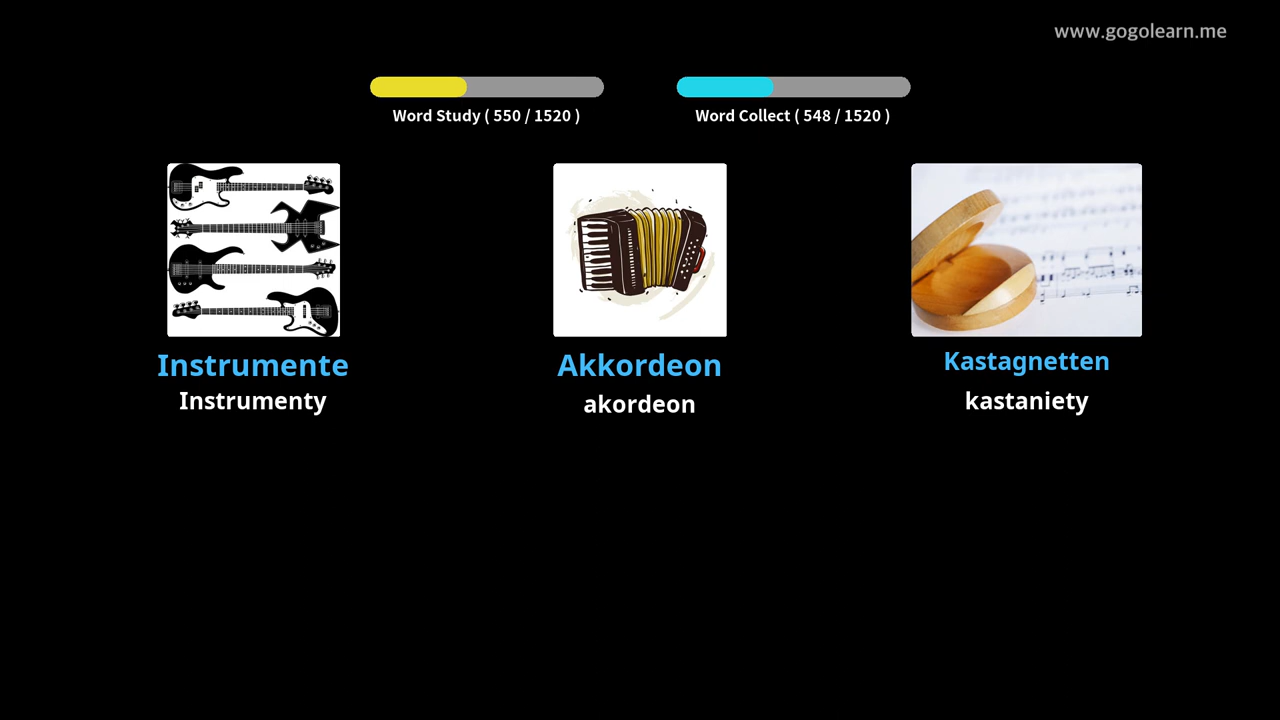 www.gogolearn.me
Word Study ( 550 / 1520 )
Word Collect ( 548 / 1520 )
Instrumente
Instrumenty
Akkordeon
akordeon
Kastagnetten
kastaniety